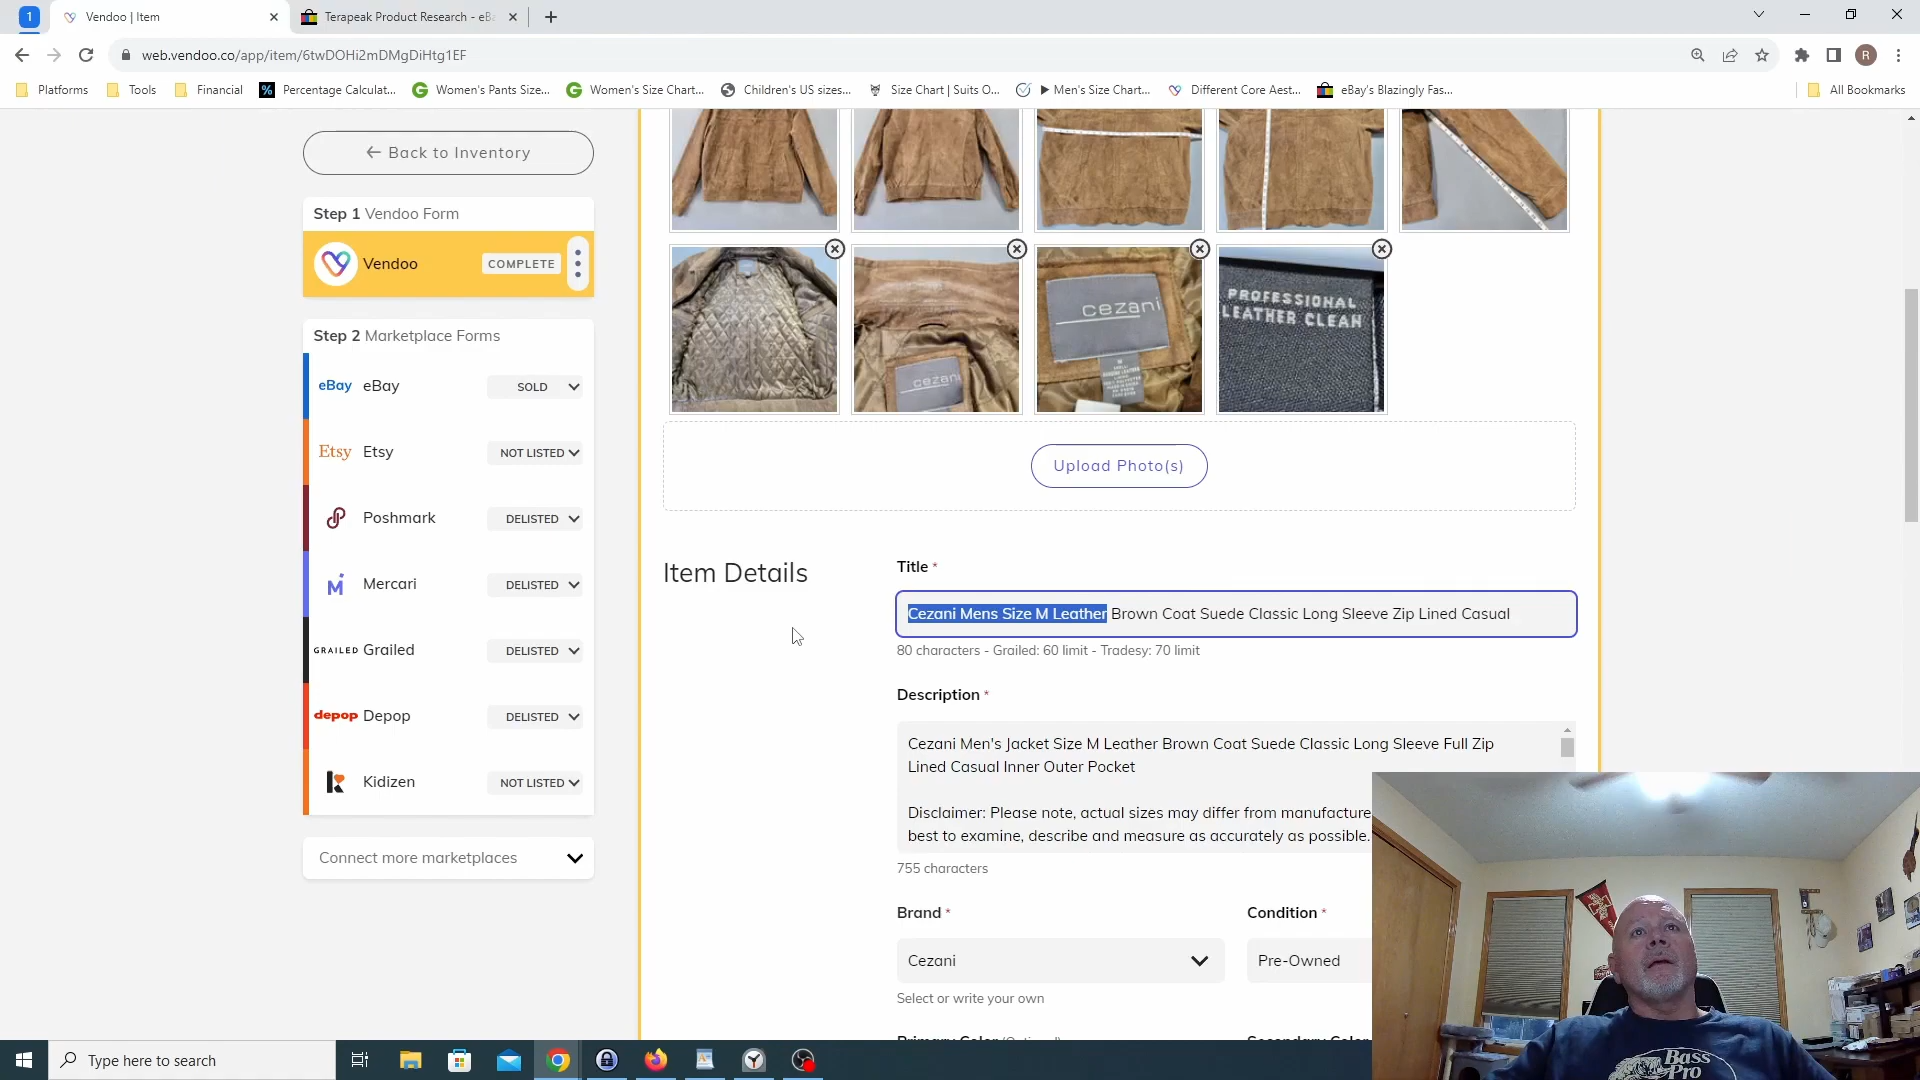 1
Vendoo | Item
Terapeak Product Research - eBa
web.vendoo.co/app/item/6twDOHi2mDMgDiHtg1EF
R
Platforms
Tools
Financial
Percentage Calculat...
Women's Pants Size...
Women's Size Chart...
Children's US sizes...
Size Chart | Suits O...
▶ Men's Size Chart...
Different Core Aest...
eBay's Blazingly Fas...
All Bookmarks
← Back to Inventory
Step 1 Vendoo Form
Vendoo
COMPLETE
Step 2 Marketplace Forms
eBay eBay SOLD
Etsy Etsy NOT LISTED
Poshmark DELISTED
Mercari DELISTED
GRAILED Grailed DELISTED
depop Depop DELISTED
Kidizen NOT LISTED
Connect more marketplaces
cezani
cezani
PROFESSIONAL
LEATHER CLEAN
Upload Photo(s)
Item Details
Title *
Cezani Mens Size M Leather Brown Coat Suede Classic Long Sleeve Zip Lined Casual
80 characters - Grailed: 60 limit - Tradesy: 70 limit
Description *
Cezani Men's Jacket Size M Leather Brown Coat Suede Classic Long Sleeve Full Zip
Lined Casual Inner Outer Pocket
Disclaimer: Please note, actual sizes may differ from manufacture
best to examine, describe and measure as accurately as possible.
755 characters
Brand *
Cezani
Select or write your own
Condition *
Pre-Owned
Primary Color (Optional)
Secondary Color
Bass
Pro
Type here to search